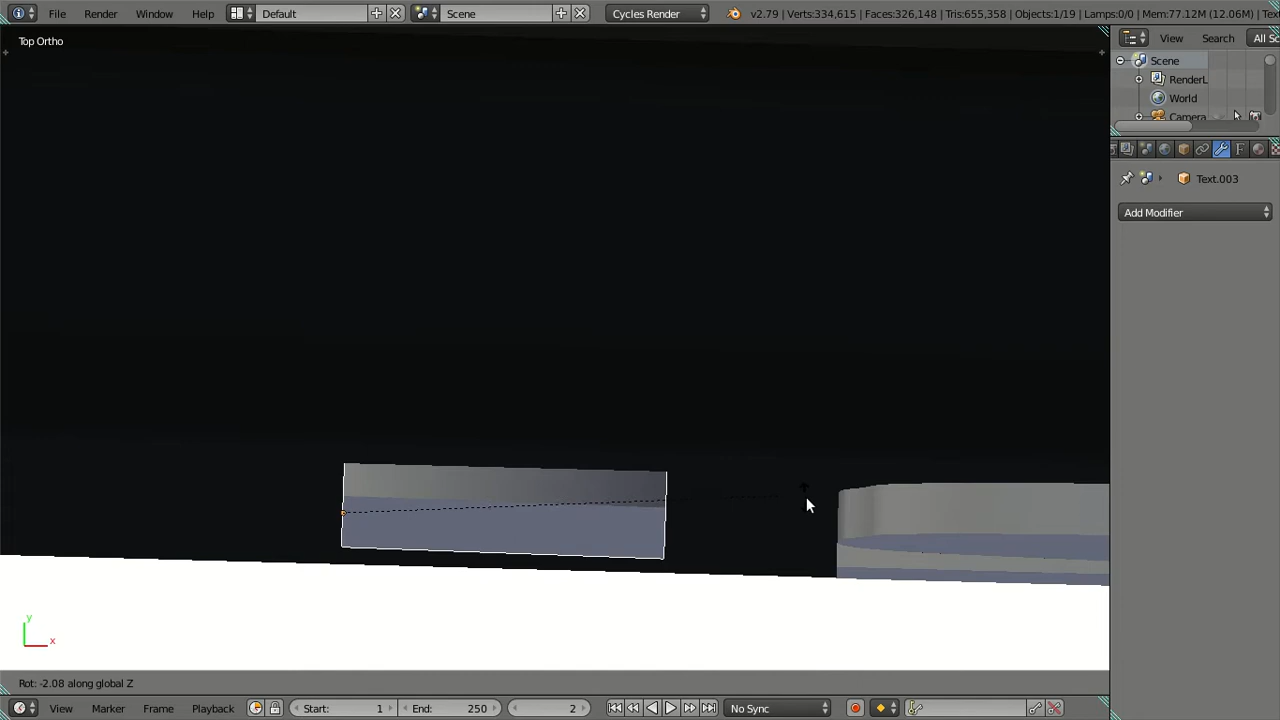 File Render Window Help Default Scene Cycles Render v2.79 | Verts:334,615 | Faces:326,148 | Tris:655,358 | Objects:1/19 | Lamps:0/0 | Mem:77.12M (12.06M) | Tex
Top Ortho
View Search All Sc
Scene
RenderL
World
Camera
Text.003
Add Modifier
y
x
Rot: -2.08 along global Z
View Marker Frame Playback Start: 1 End: 250 2 No Sync